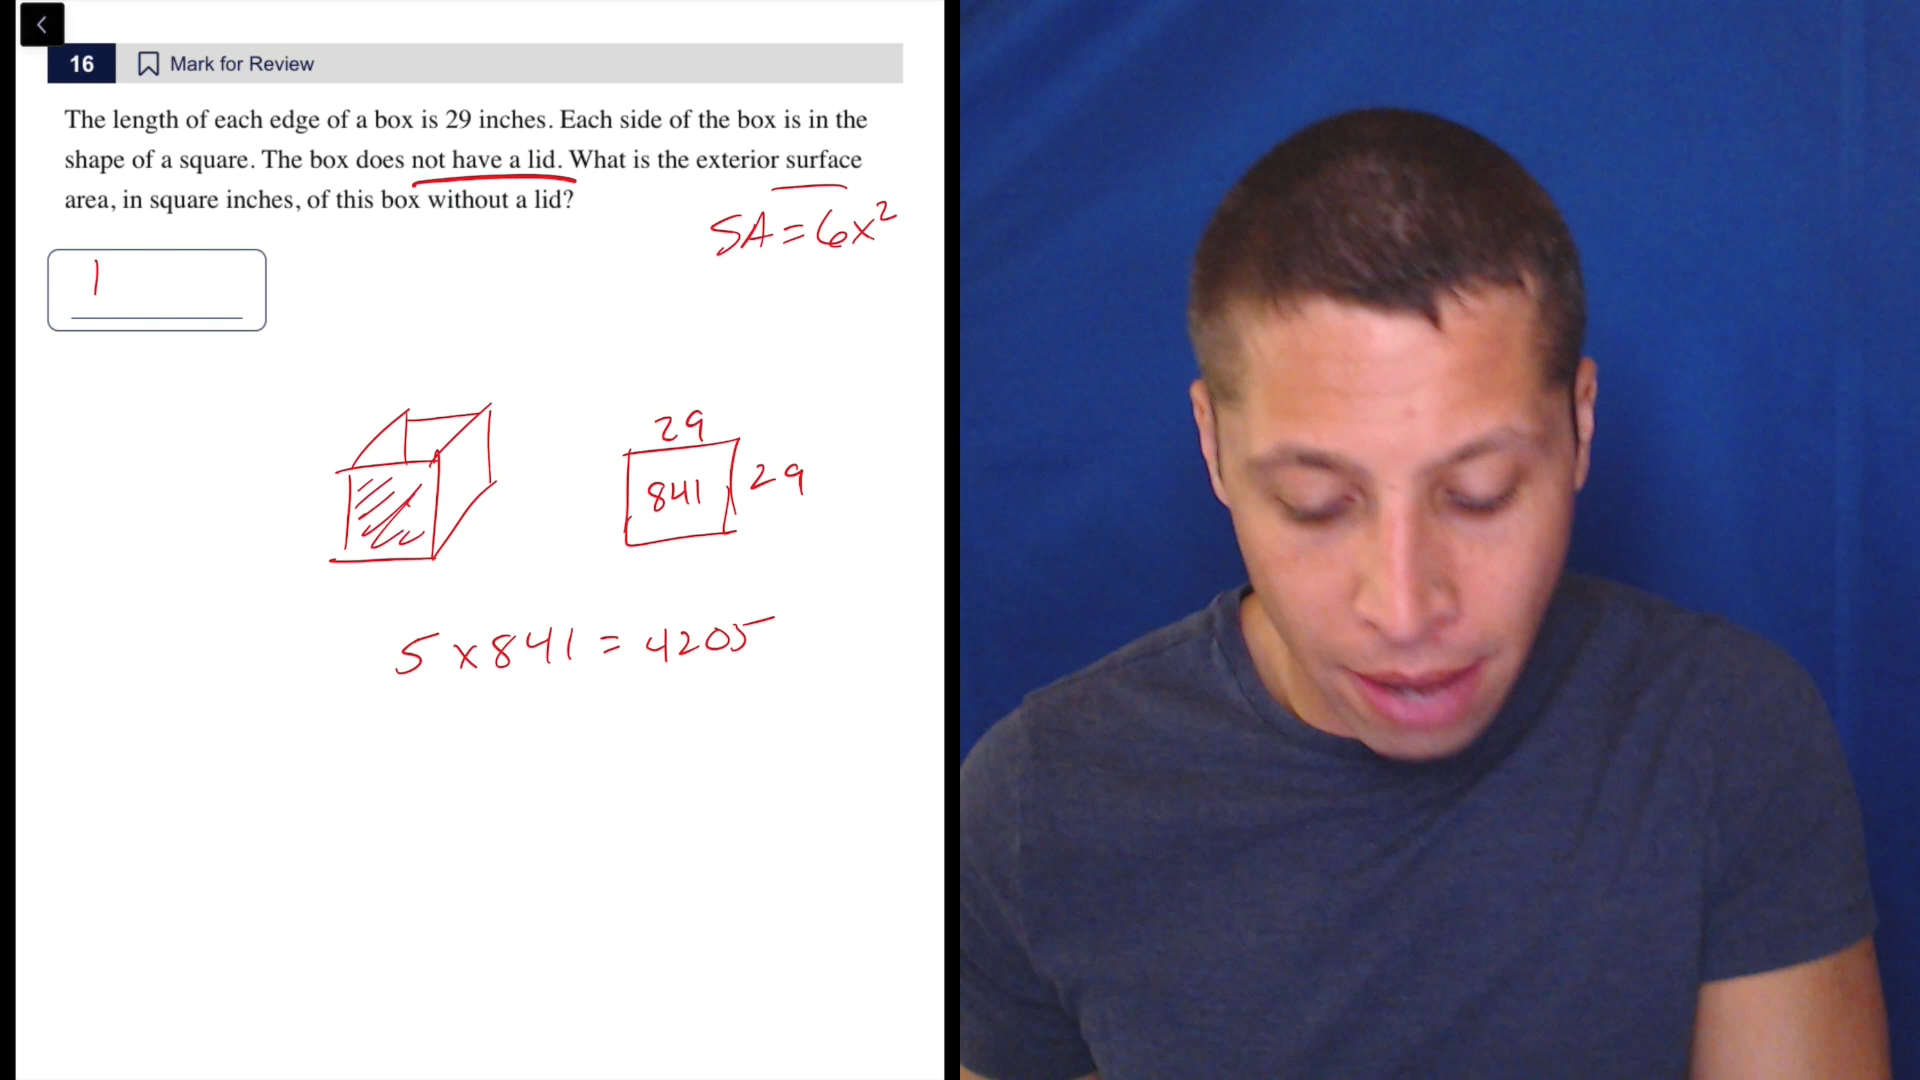 16 Mark for Review
The length of each edge of a box is 29 inches. Each side of the box is in the
shape of a square. The box does not have a lid. What is the exterior surface
area, in square inches, of this box without a lid?
SA = 6x²
29
841 29
5 x 841 = 4205